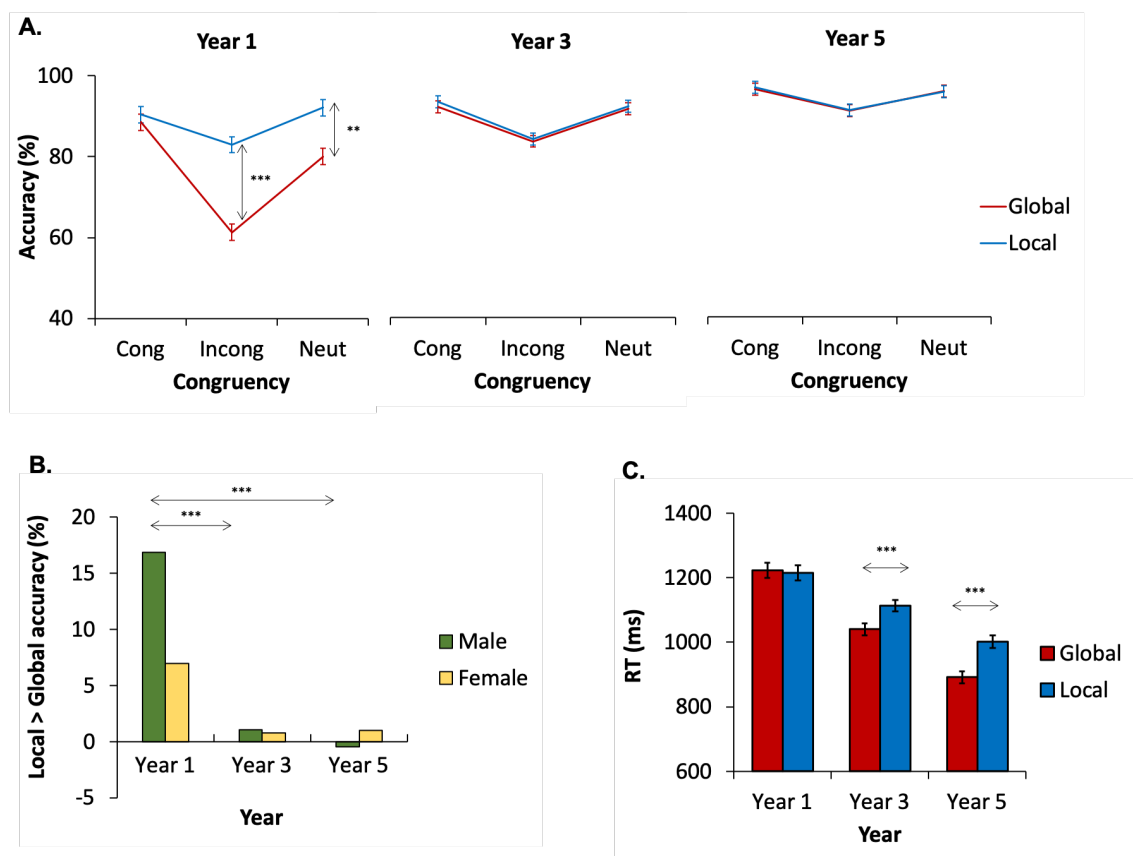 A.
Year 1 Year 3 Year 5
Accuracy (%)
100
80
60
40
**
***
Global
Local
Cong Incong Neut Cong Incong Neut Cong Incong Neut
Congruency Congruency Congruency
B.
Local > Global accuracy (%)
20
15
10
5
0
-5
***
***
Male
Female
Year 1 Year 3 Year 5
Year
C.
RT (ms)
1400
1200
1000
800
600
***
***
Global
Local
Year 1 Year 3 Year 5
Year